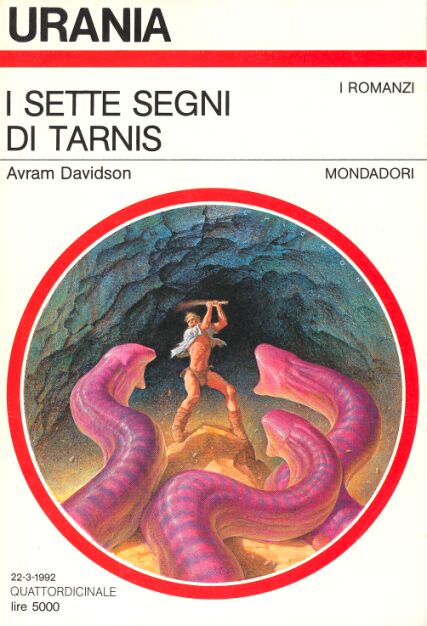 URANIA
I SETTE SEGNI
DI TARNIS
I ROMANZI
Avram Davidson
MONDADORI
22-3-1992
QUATTORDICINALE
lire 5000